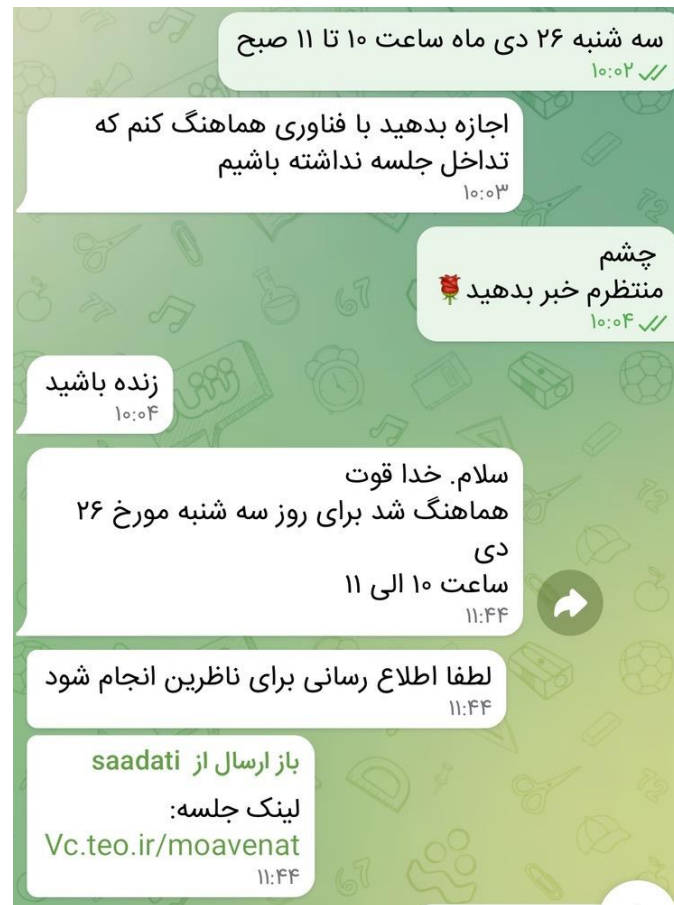 سه شنبه ۲۶ دی ماه ساعت ۱۰ تا ۱۱ صبح
۱۰:۰۲
اجازه بدهید با فناوری هماهنگ کنم که
تداخل جلسه نداشته باشیم
۱۰:۰۳
چشم
منتظرم خبر بدهید🌹
۱۰:۰۴
زنده باشید
۱۰:۰۴
سلام. خدا قوت
هماهنگ شد برای روز سه شنبه مورخ ۲۶
دی
ساعت ۱۰ الی ۱۱
۱۱:۴۴
لطفا اطلاع رسانی برای ناظرین انجام شود
۱۱:۴۴
باز ارسال از saadati
لینک جلسه:
Vc.teo.ir/moavenat
۱۱:۴۴